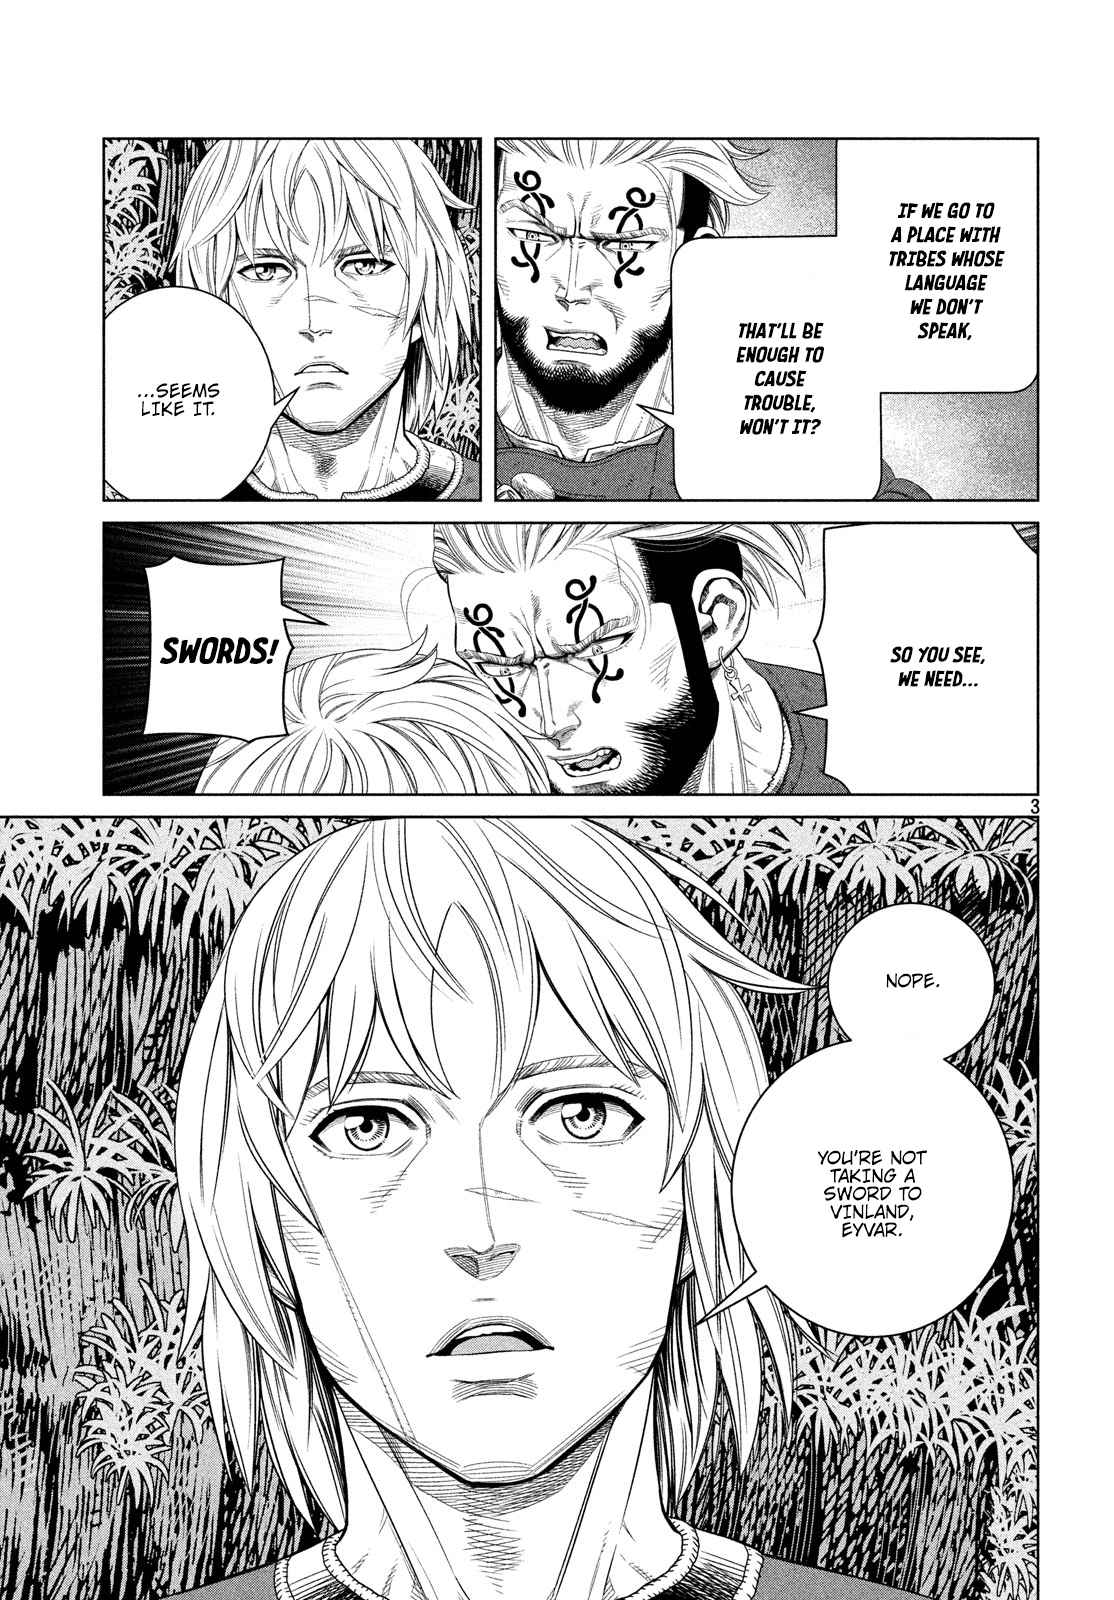 IF WE GO TO
A PLACE WITH
TRIBES WHOSE
LANGUAGE
WE DON'T
SPEAK,
THAT'LL BE
ENOUGH TO
CAUSE
TROUBLE,
WON'T IT?
...SEEMS
LIKE IT.
SO YOU SEE,
WE NEED...
SWORDS!
3
NOPE.
YOU'RE NOT
TAKING A
SWORD TO
VINLAND,
EYVAR.